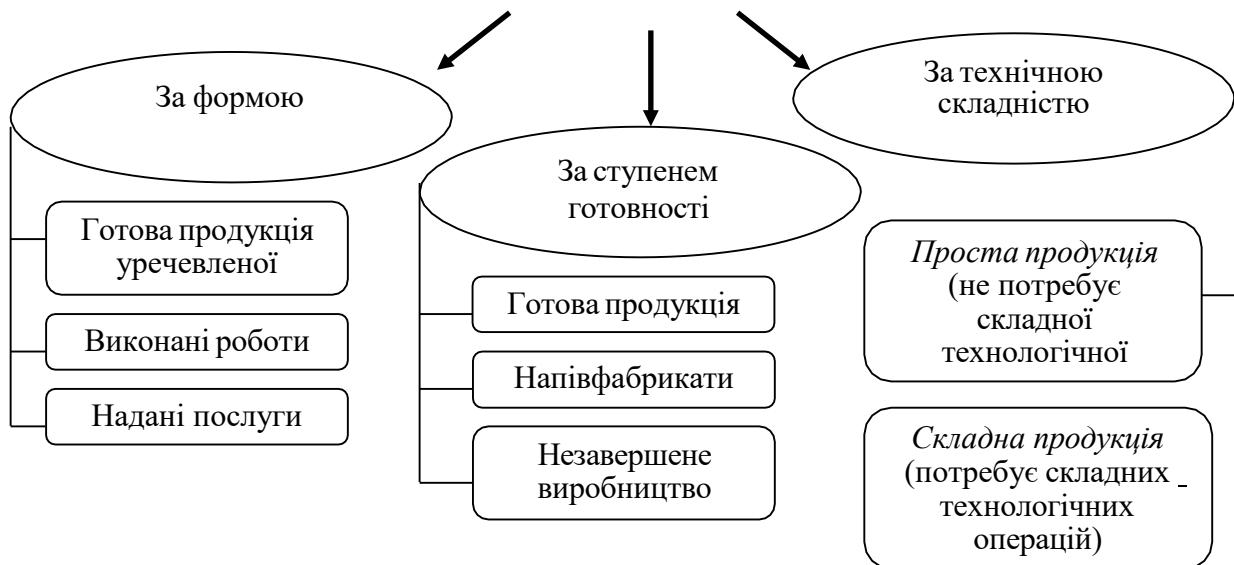 За формою
Готова продукція
уречевленої
Виконані роботи
Надані послуги
За ступенем
готовності
Готова продукція
Напівфабрикати
Незавершене
виробництво
За технічною
складністю
Проста продукція
(не потребує
складної
технологічної
Складна продукція
(потребує складних
технологічних
операцій)